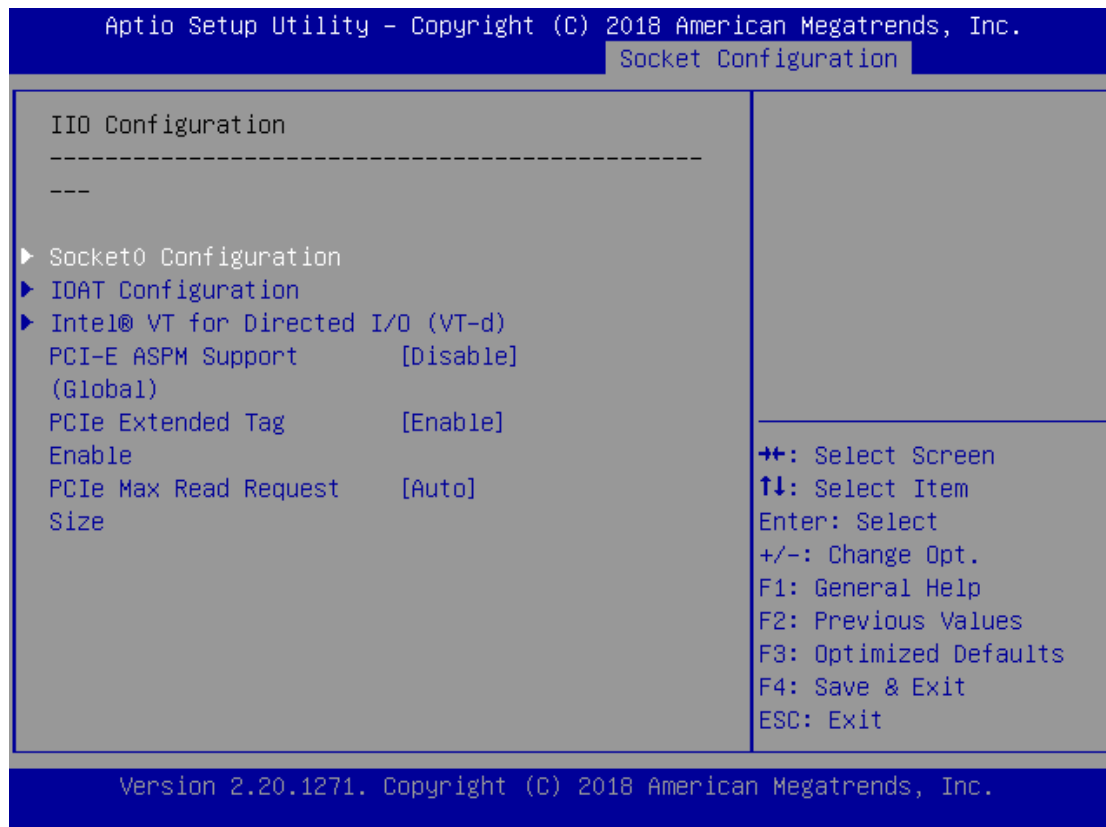 Aptio Setup Utility – Copyright (C) 2018 American Megatrends, Inc.
Socket Configuration
IIO Configuration
-----------------------------------------------
---
Socket0 Configuration
IOAT Configuration
Intel® VT for Directed I/O (VT-d)
PCI-E ASPM Support [Disable]
(Global)
PCIe Extended Tag [Enable]
Enable
PCIe Max Read Request [Auto]
Size
→←: Select Screen
↑↓: Select Item
Enter: Select
+/-: Change Opt.
F1: General Help
F2: Previous Values
F3: Optimized Defaults
F4: Save & Exit
ESC: Exit
Version 2.20.1271. Copyright (C) 2018 American Megatrends, Inc.